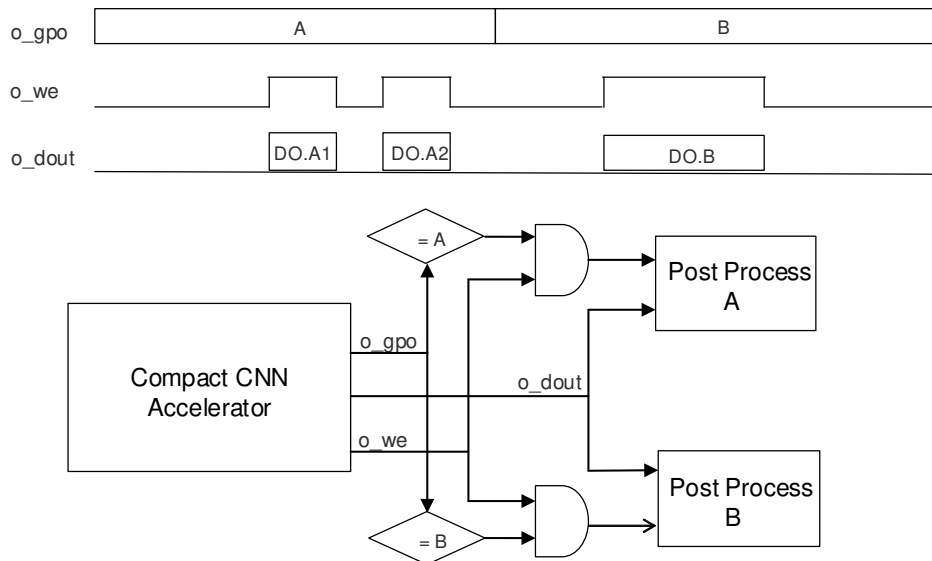 o_gpo
A
B
o_we
o_dout
DO.A1
DO.A2
DO.B
= A
Post Process
A
o_gpo
Compact CNN
Accelerator
o_dout
o_we
Post Process
B
= B